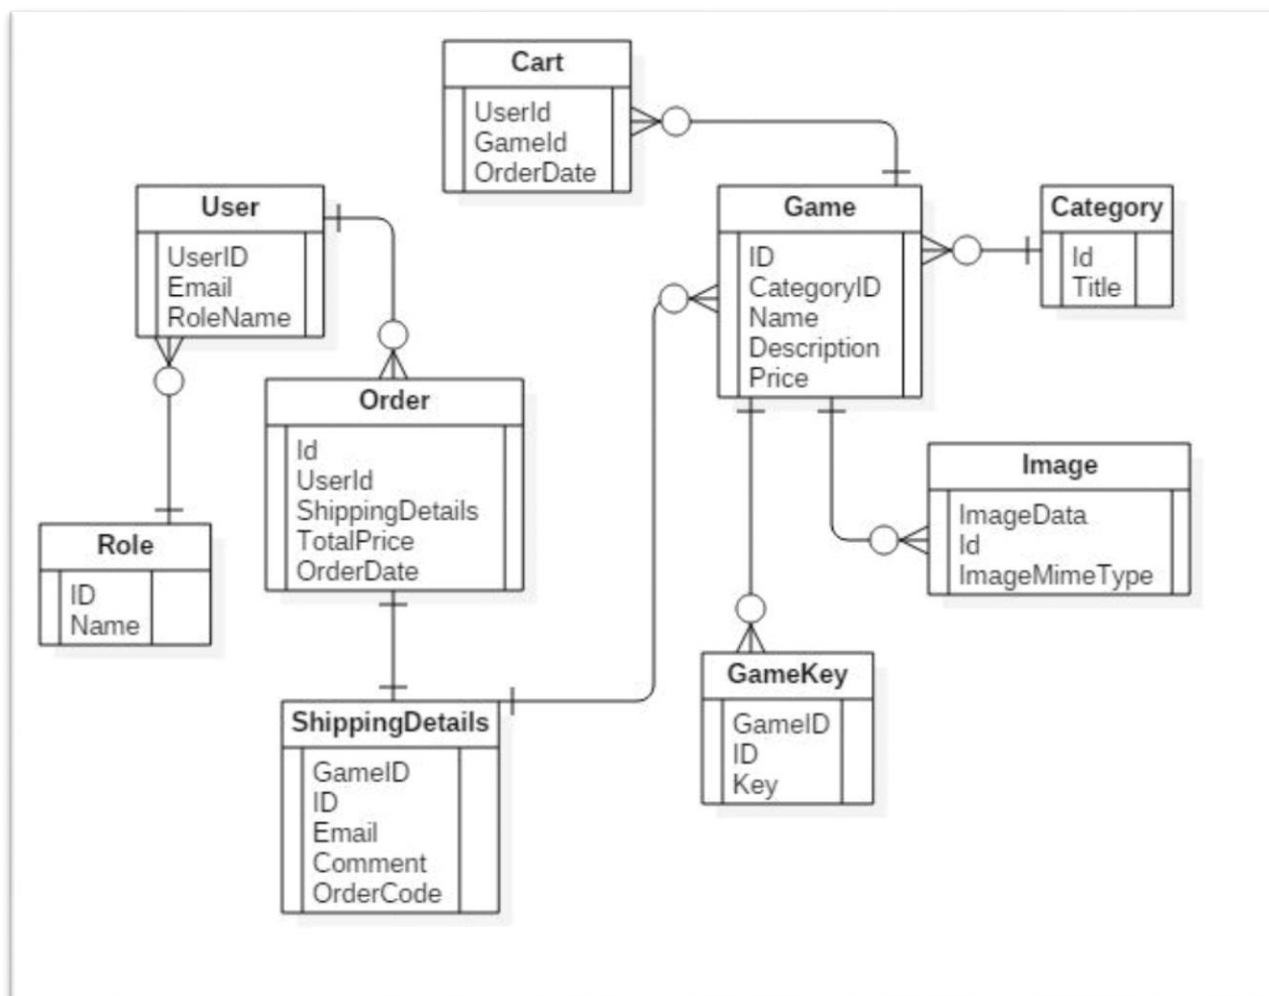 Cart
UserId
GameId
OrderDate
User
UserID
Email
RoleName
Game
ID
CategoryID
Name
Description
Price
Category
Id
Title
Order
Id
UserId
ShippingDetails
TotalPrice
OrderDate
Image
ImageData
Id
ImageMimeType
Role
ID
Name
GameKey
GameID
ID
Key
ShippingDetails
GameID
ID
Email
Comment
OrderCode